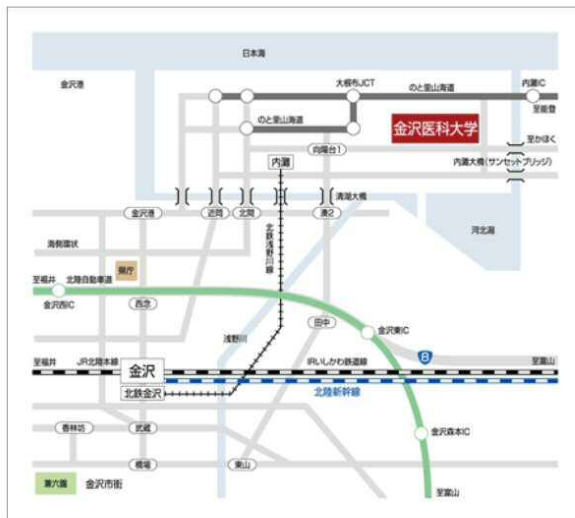 日本海
金沢港
大根布JCT
のと里山海道
内灘IC
至能登
のと里山海道
金沢医科大学
至かほく
向陽台1
内灘
内灘大橋(サンセットブリッジ)
清湖大橋
金沢港
近岡
北間
湊2
河北潟
海側環状
北鉄浅野川線
県庁
至福井
北陸自動車道
金沢西IC
西念
田中
金沢東IC
浅野川
8
至福井
JR北陸本線
金沢
IRいしかわ鉄道線
至富山
北鉄金沢
北陸新幹線
香林坊
武蔵
金沢森本IC
橋場
東山
兼六園
金沢市街
至富山